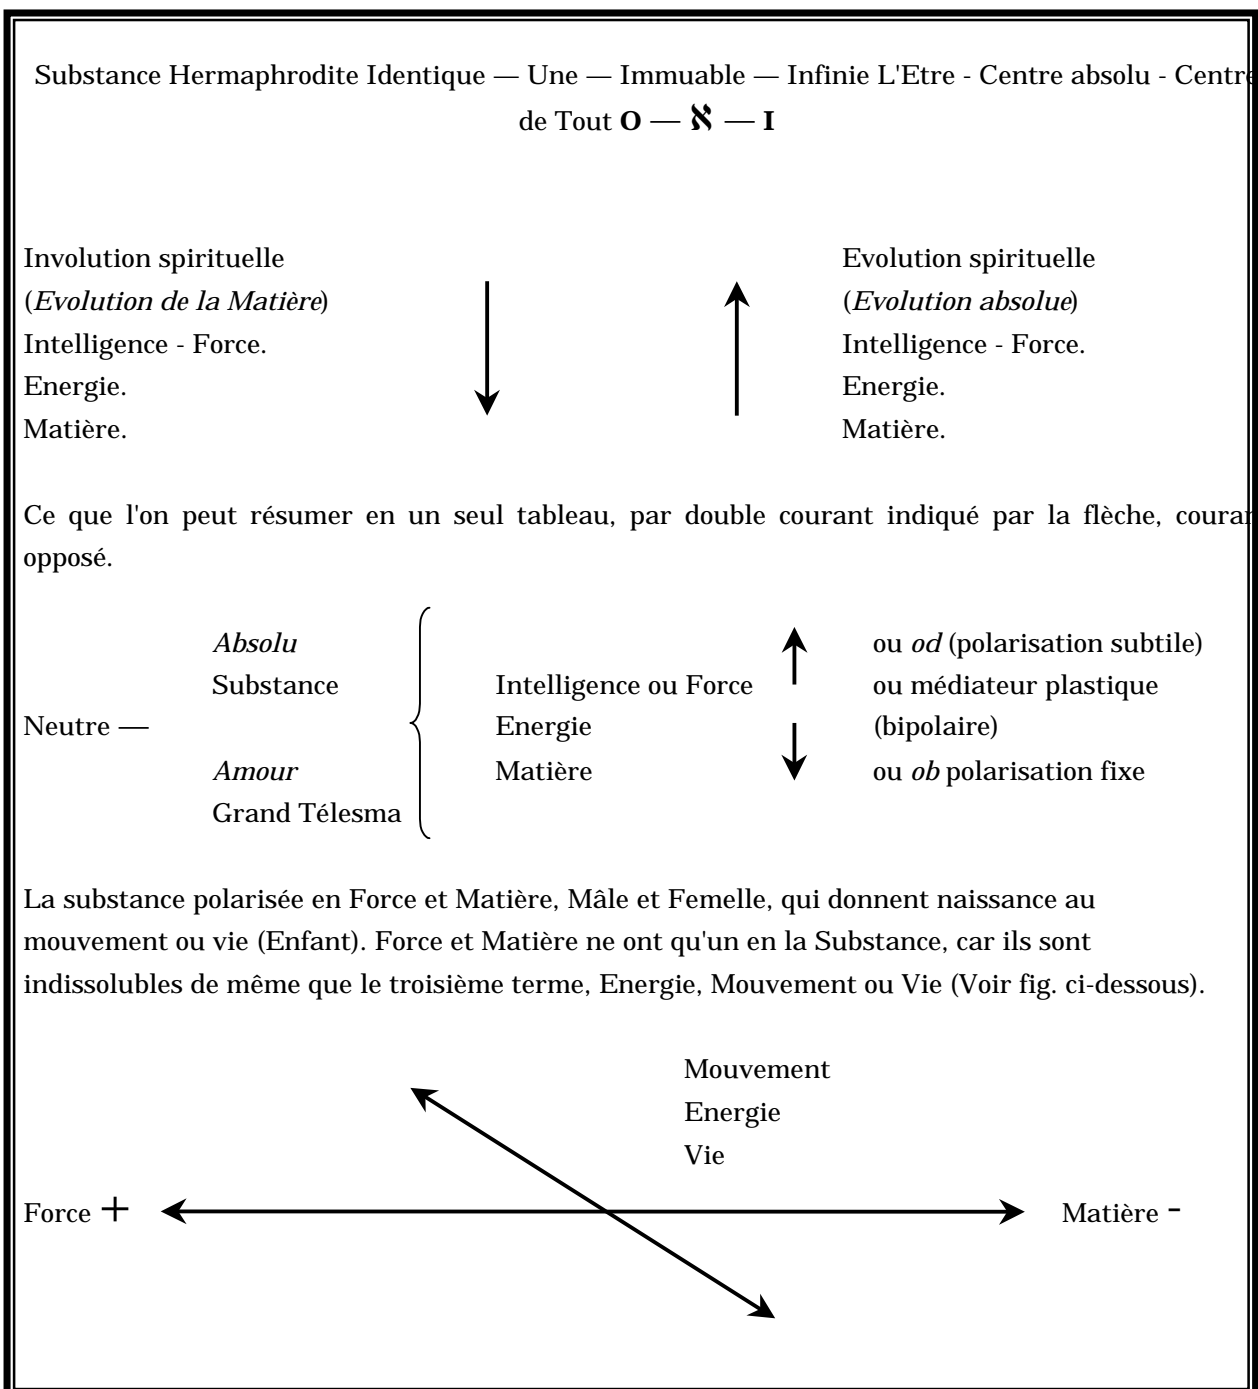 Substance Hermaphrodite Identique — Une — Immuable — Infinie L'Etre - Centre absolu - Centre
de Tout O — ℵ — I
Involution spirituelle
(Evolution de la Matière)
Intelligence - Force.
Energie.
Matière.
Evolution spirituelle
(Evolution absolue)
Intelligence - Force.
Energie.
Matière.
Ce que l'on peut résumer en un seul tableau, par double courant indiqué par la flèche, couran
opposé.
Neutre —
Absolu
Substance
Amour
Grand Télesma
Intelligence ou Force
Energie
Matière
ou od (polarisation subtile)
ou médiateur plastique
(bipolaire)
ou ob polarisation fixe
La substance polarisée en Force et Matière, Mâle et Femelle, qui donnent naissance au
mouvement ou vie (Enfant). Force et Matière ne ont qu'un en la Substance, car ils sont
indissolubles de même que le troisième terme, Energie, Mouvement ou Vie (Voir fig. ci-dessous).
Mouvement
Energie
Vie
Force +
Matière -